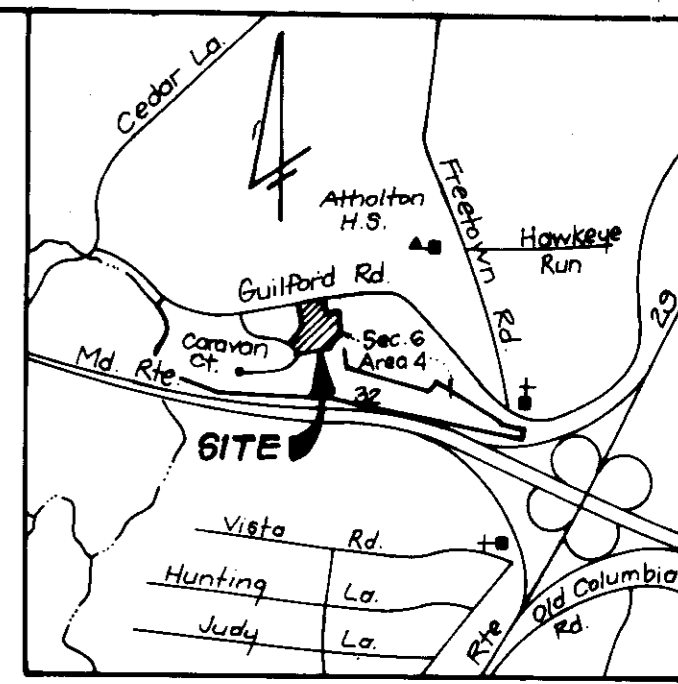 Cedar La.
Atholton
H.S.
Freetown Rd.
Hawkeye
Run
Guilford Rd.
Caravan
Ct.
Sec. 6
Area 4
29
Md. Rte. 32
SITE
Vista Rd.
Hunting La.
Judy La.
Rte
Old Columbia
Rd.